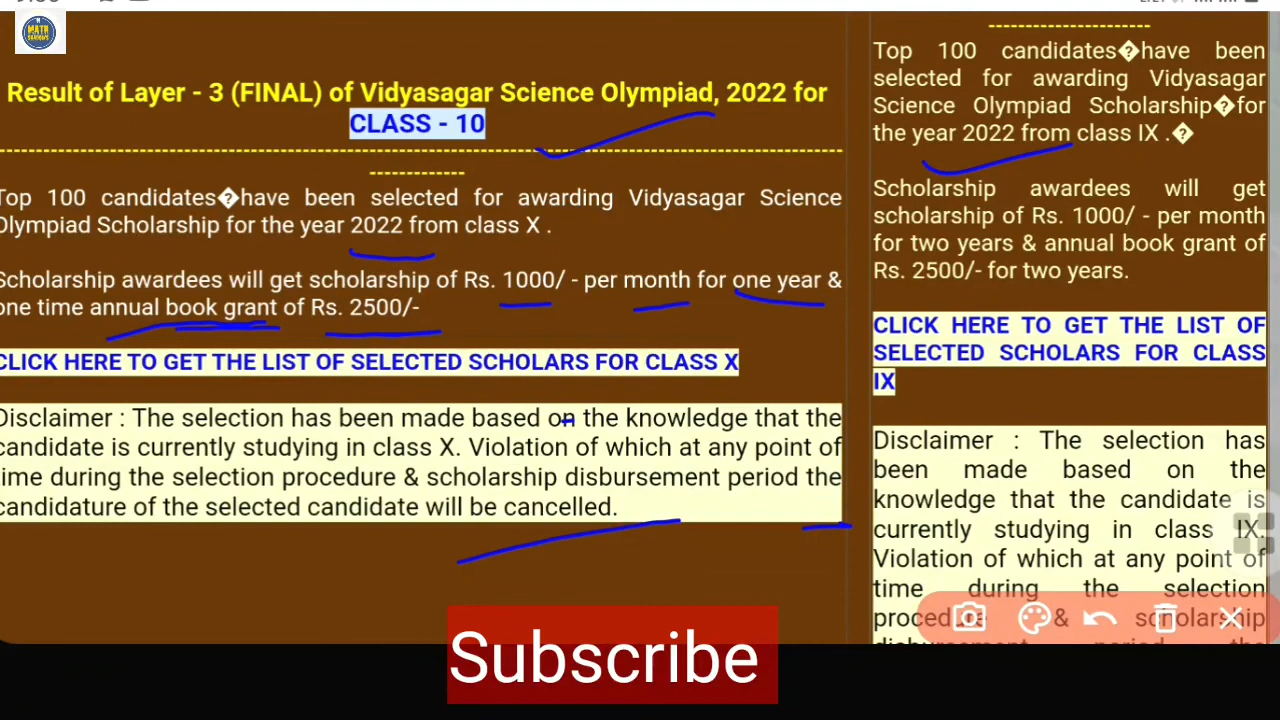 MATH
Result of Layer - 3 (FINAL) of Vidyasagar Science Olympiad, 2022 for
CLASS - 10
Top 100 candidates�have been selected for awarding Vidyasagar Science
Olympiad Scholarship for the year 2022 from class X .
Scholarship awardees will get scholarship of Rs. 1000/ - per month for one year &
one time annual book grant of Rs. 2500/-
CLICK HERE TO GET THE LIST OF SELECTED SCHOLARS FOR CLASS X
Disclaimer : The selection has been made based on the knowledge that the
candidate is currently studying in class X. Violation of which at any point of
time during the selection procedure & scholarship disbursement period the
candidature of the selected candidate will be cancelled.
Top 100 candidates�have been
selected for awarding Vidyasagar
Science Olympiad Scholarship�for
the year 2022 from class IX .�
Scholarship awardees will get
scholarship of Rs. 1000/ - per month
for two years & annual book grant of
Rs. 2500/- for two years.
CLICK HERE TO GET THE LIST OF
SELECTED SCHOLARS FOR CLASS
IX
Disclaimer : The selection has
been made based on the
knowledge that the candidate is
currently studying in class IX.
Violation of which at any point of
time during the selection
procedure & scholarship
disbursement period the
Subscribe